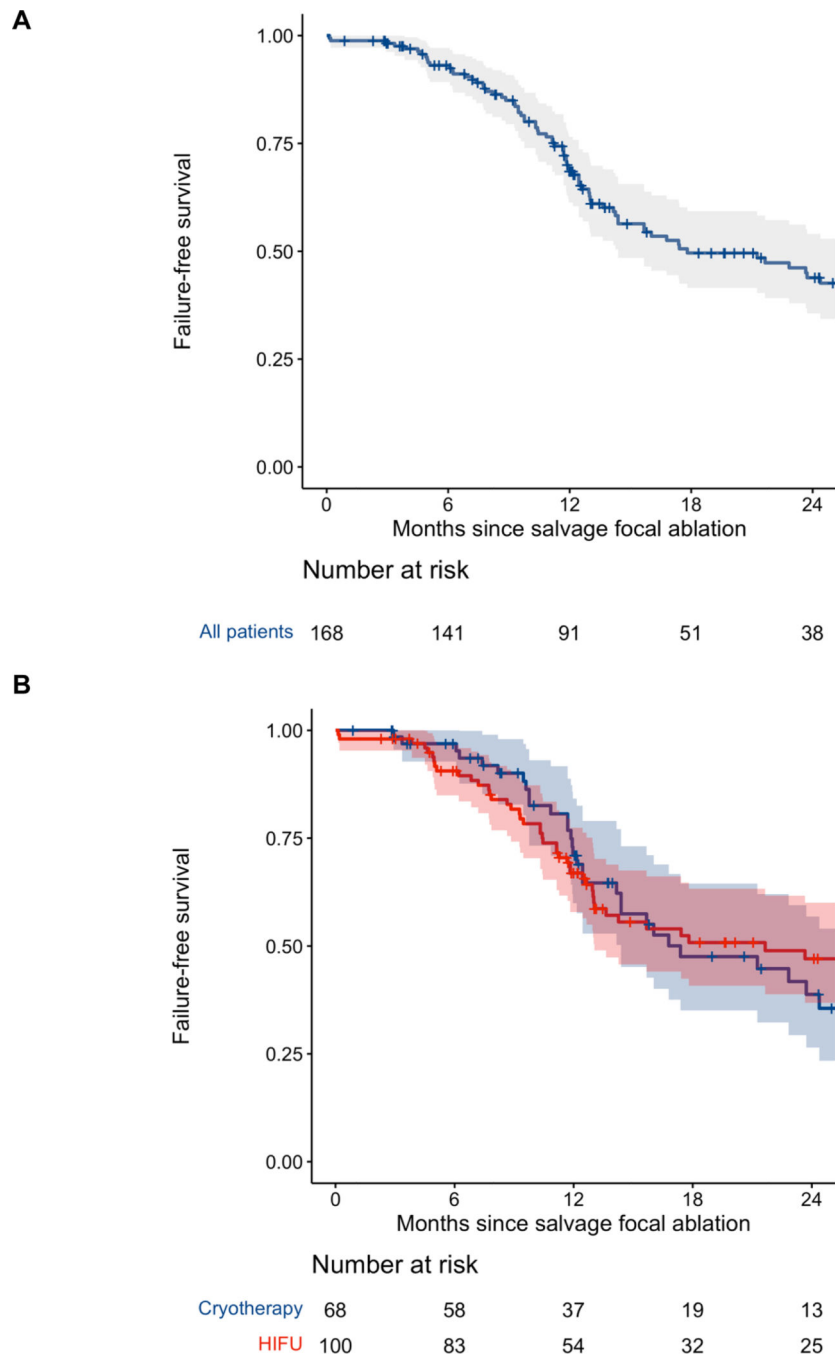 A
1.00
0.75
0.50
0.25
0.00
Failure-free survival
0 6 12 18 24
Months since salvage focal ablation
Number at risk
All patients 168 141 91 51 38
B
1.00
0.75
0.50
0.25
0.00
Failure-free survival
0 6 12 18 24
Months since salvage focal ablation
Number at risk
Cryotherapy 68 58 37 19 13
HIFU 100 83 54 32 25